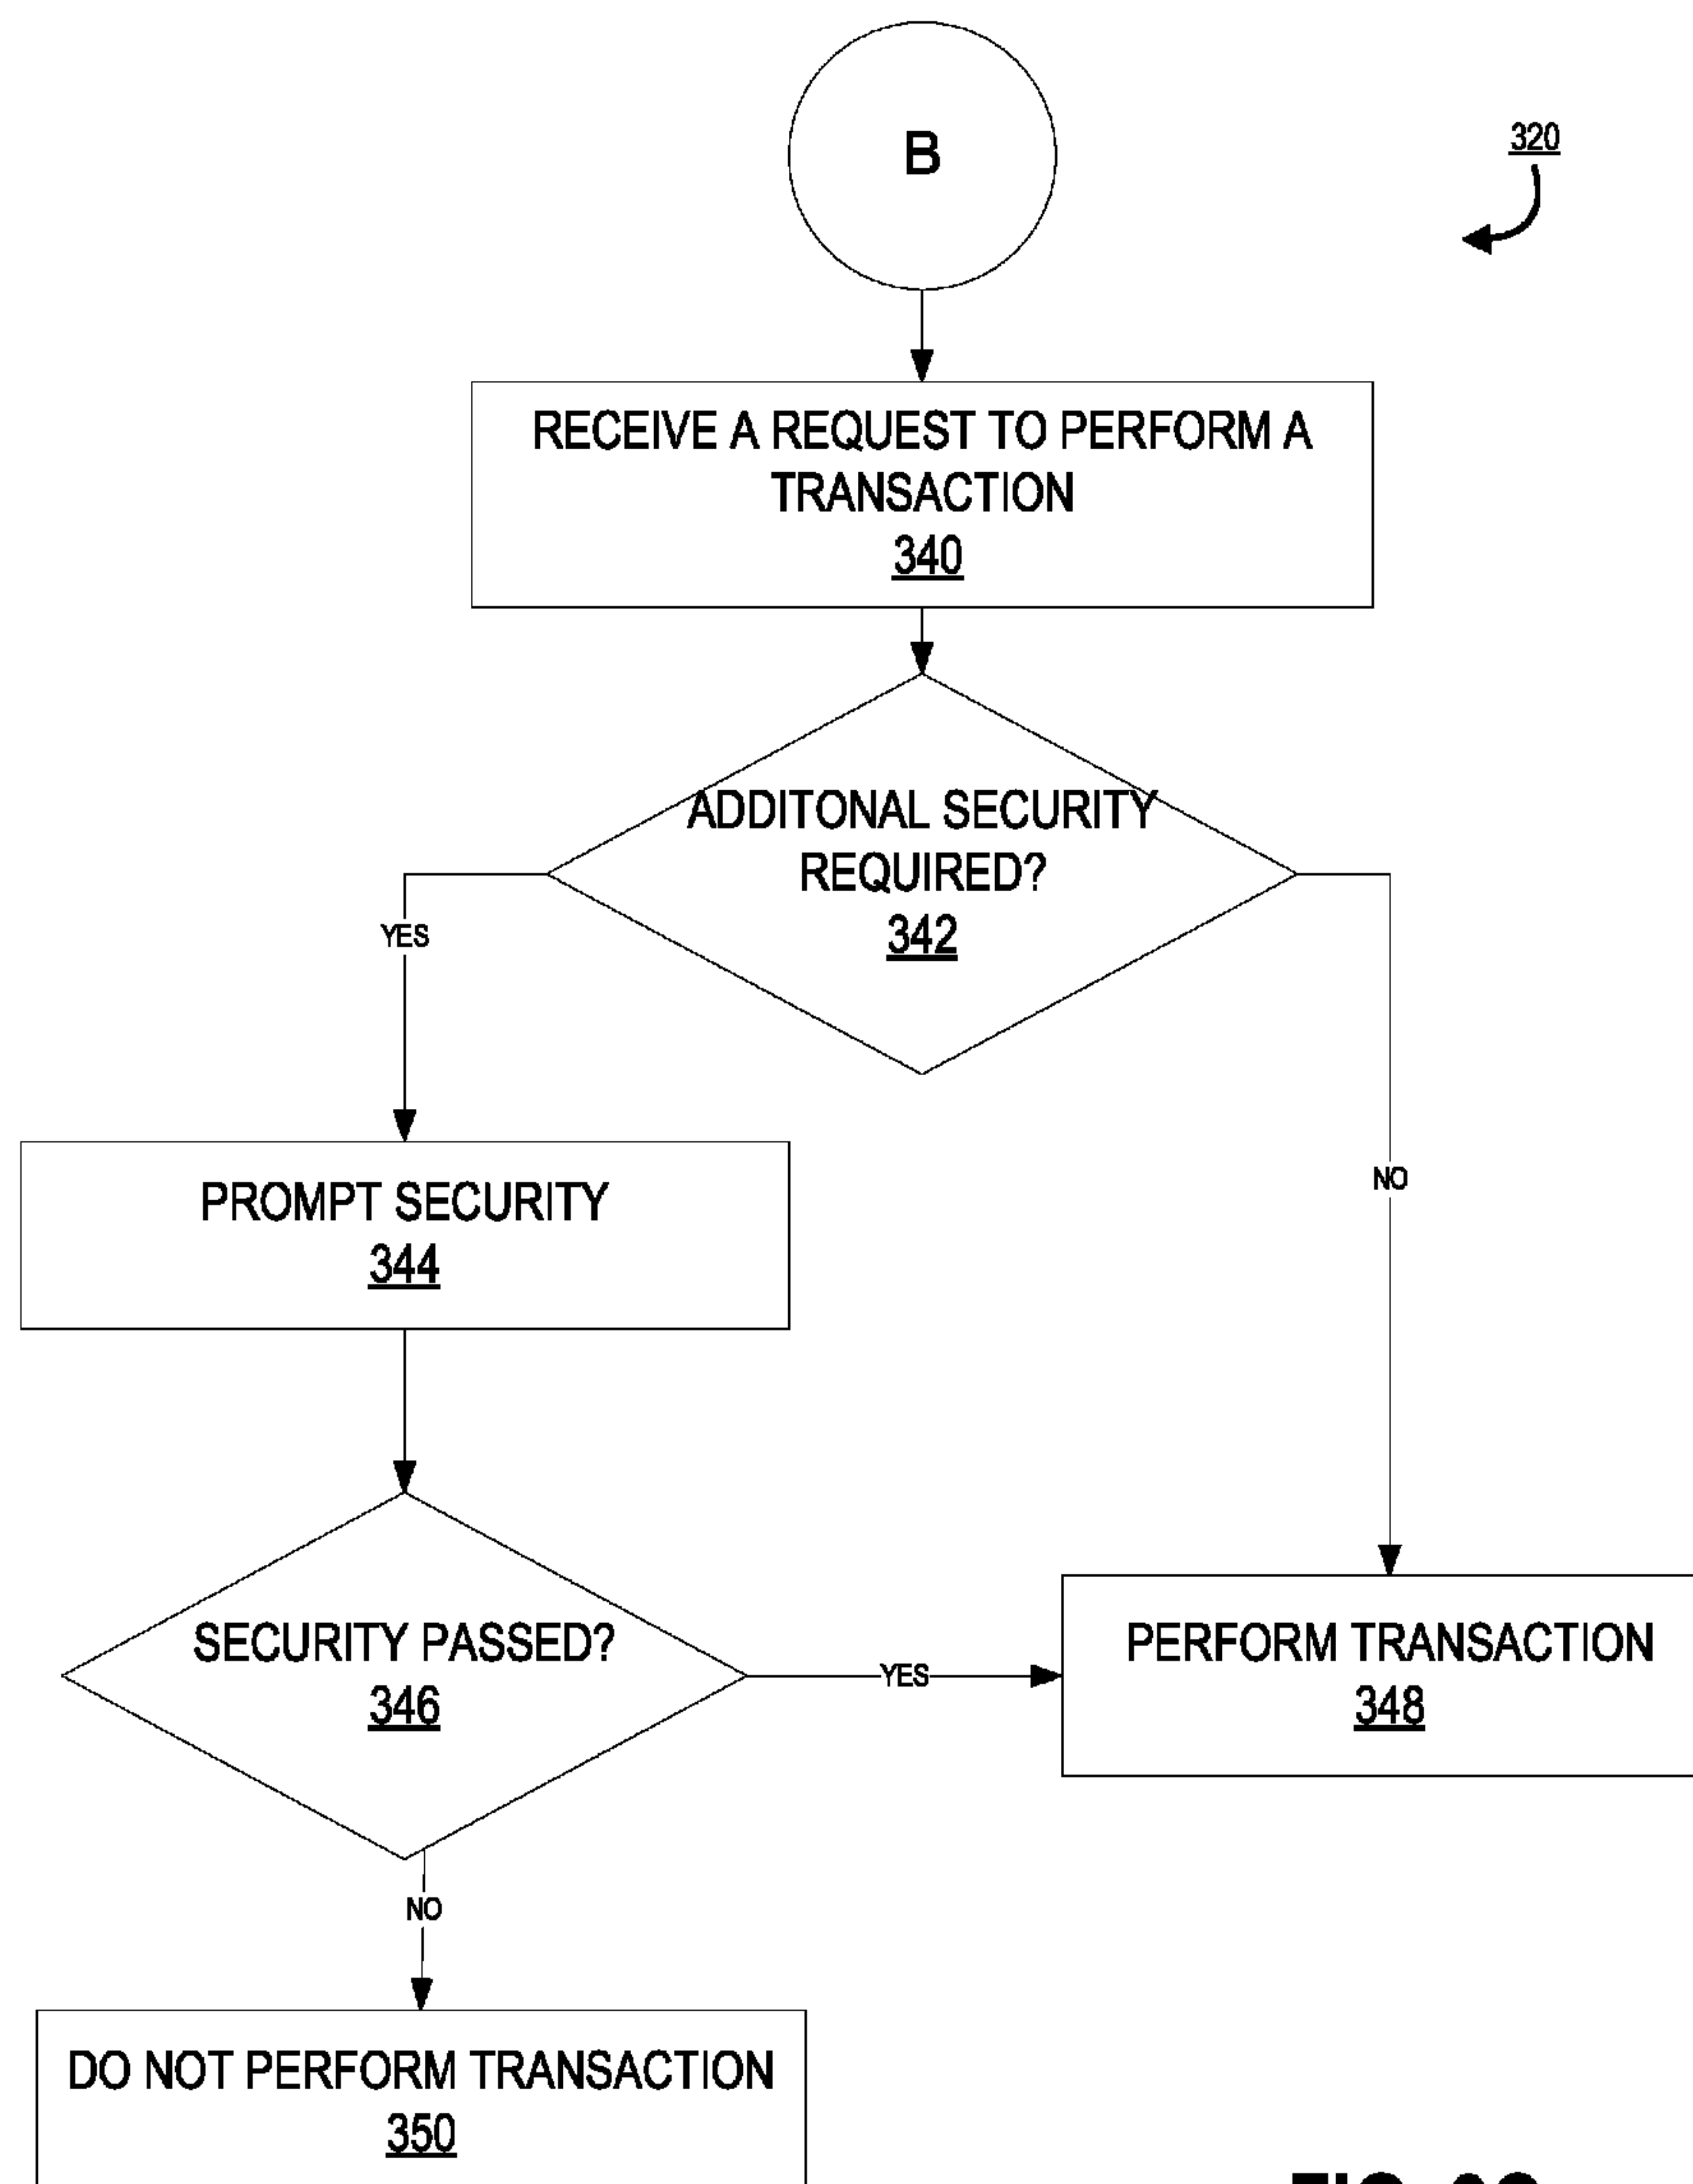 B
320
RECEIVE A REQUEST TO PERFORM A
TRANSACTION
340
ADDITONAL SECURITY
REQUIRED?
342
YES
NO
PROMPT SECURITY
344
SECURITY PASSED?
346
YES
PERFORM TRANSACTION
348
NO
DO NOT PERFORM TRANSACTION
350